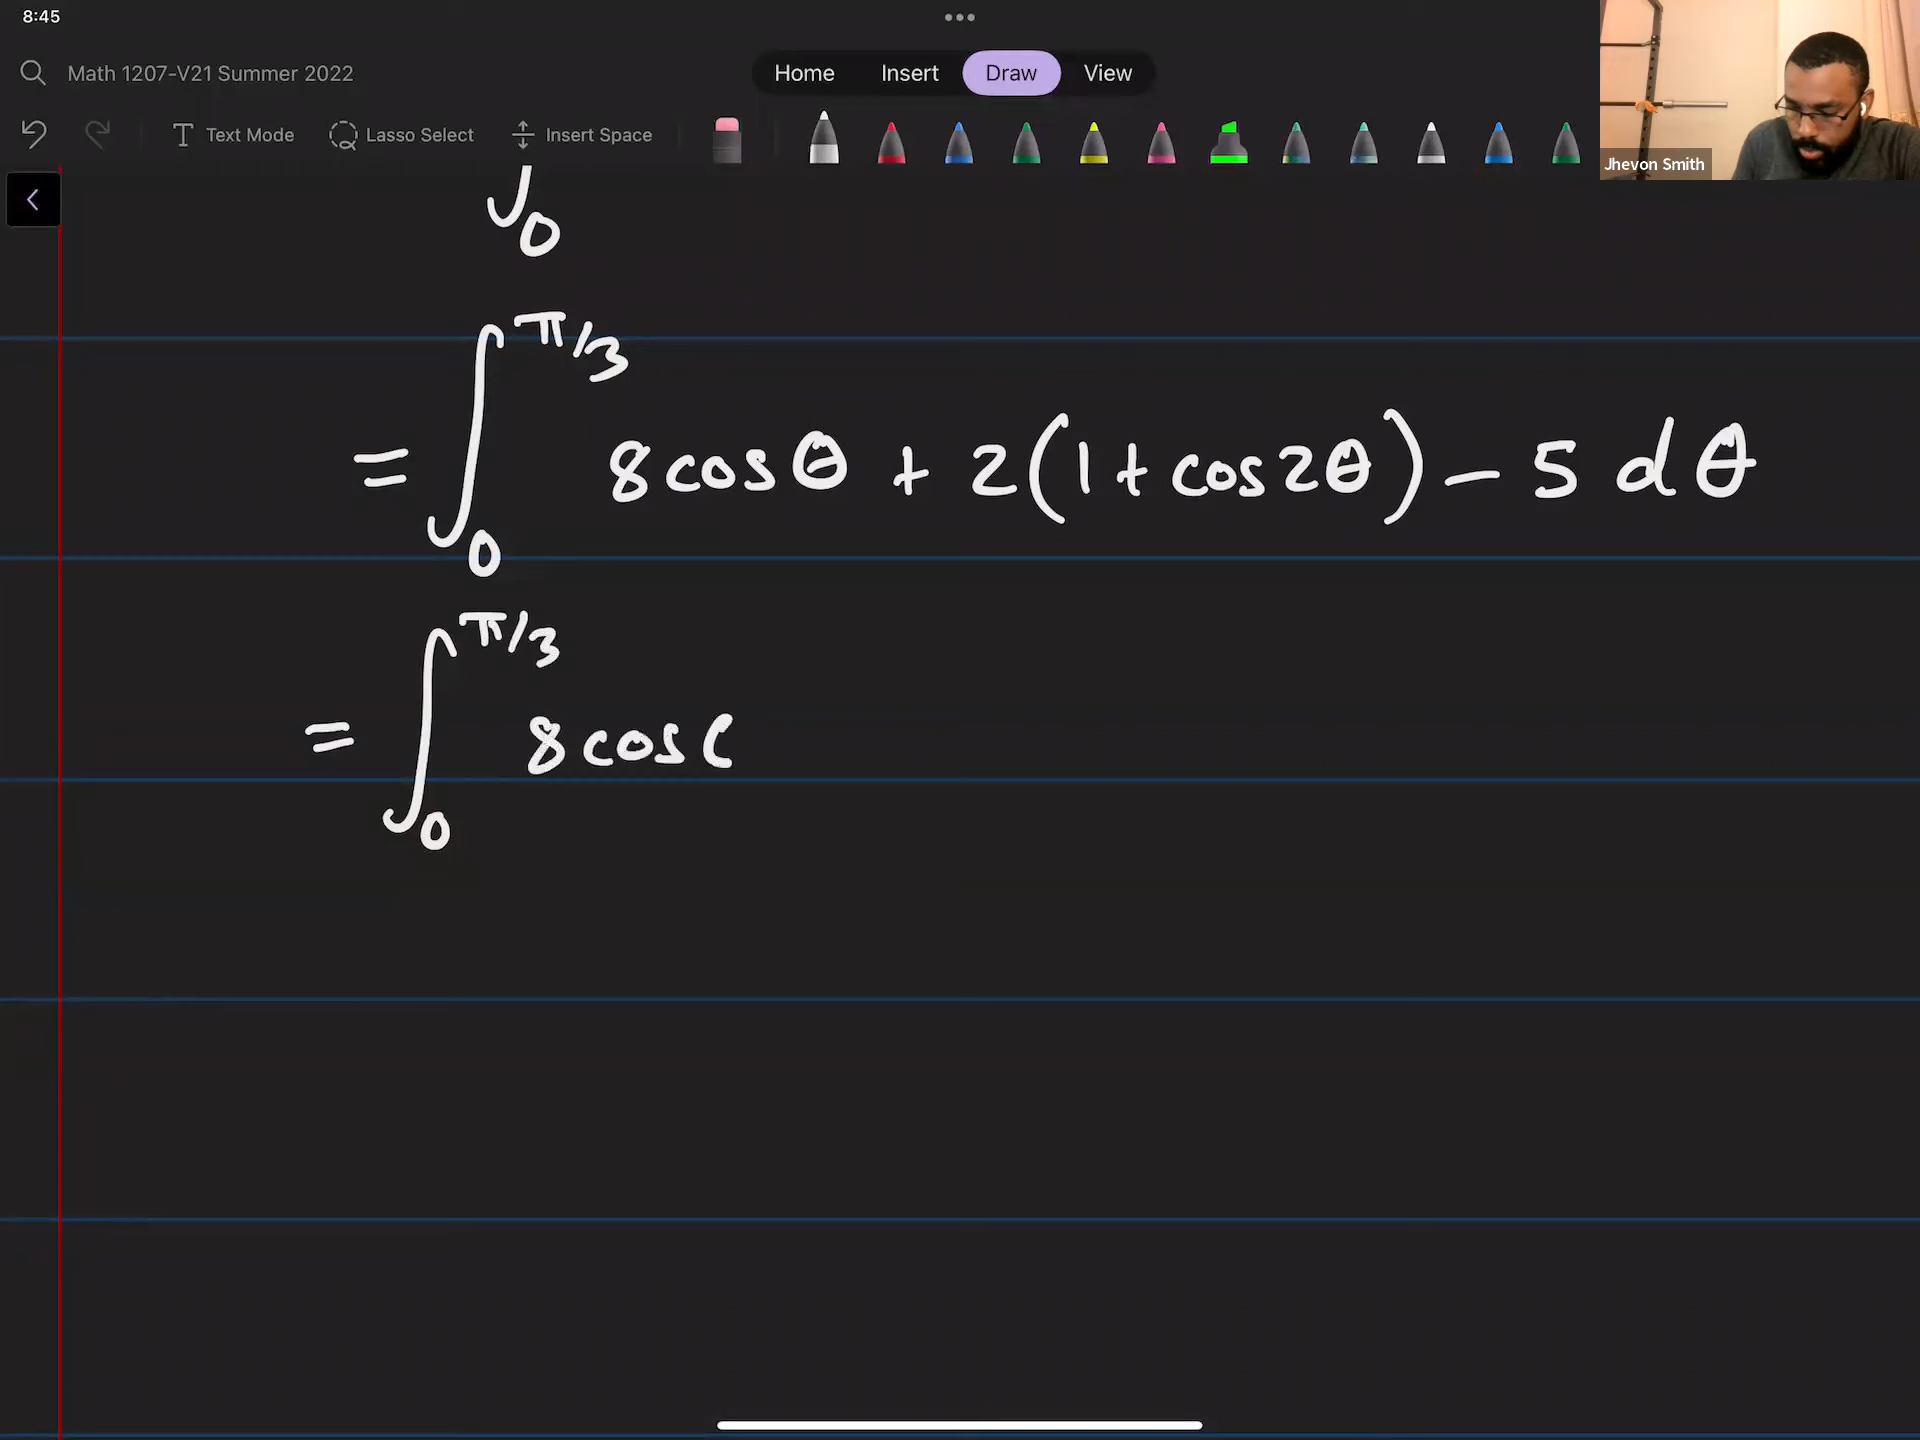 8:45
Math 1207-V21 Summer 2022
Home Insert Draw View
Text Mode Lasso Select Insert Space
Jhevon Smith
∫₀
= ∫₀^π/3 8cosθ + 2(1+cos2θ) - 5 dθ
= ∫₀^π/3 8cos(